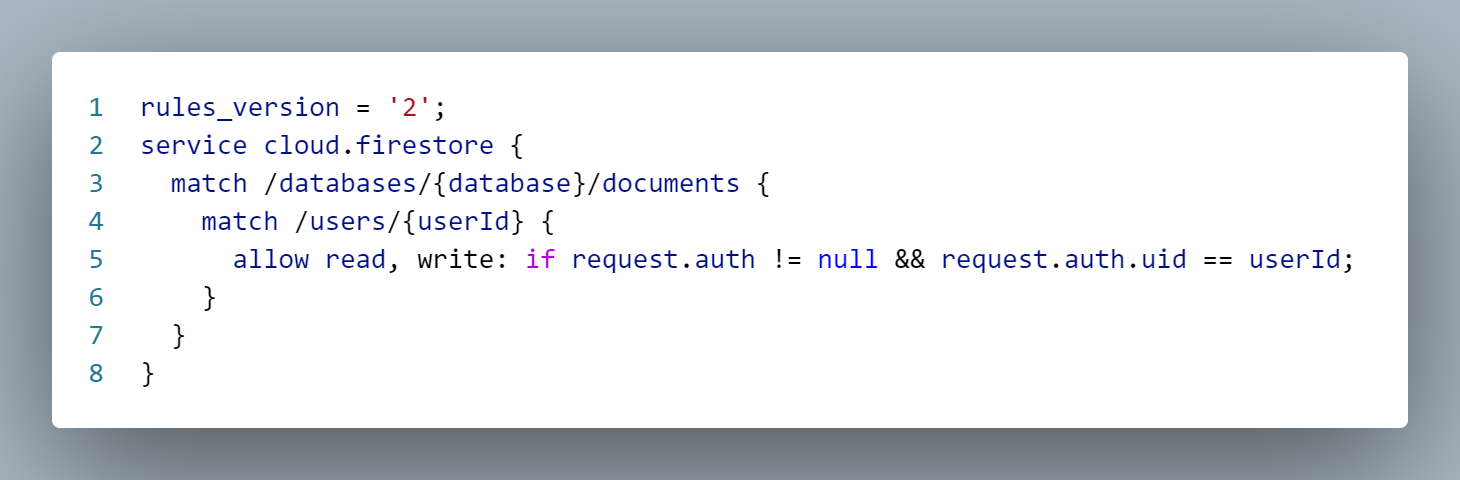 1 rules_version = '2';
2 service cloud.firestore {
3   match /databases/{database}/documents {
4     match /users/{userId} {
5       allow read, write: if request.auth != null && request.auth.uid == userId;
6     }
7   }
8 }